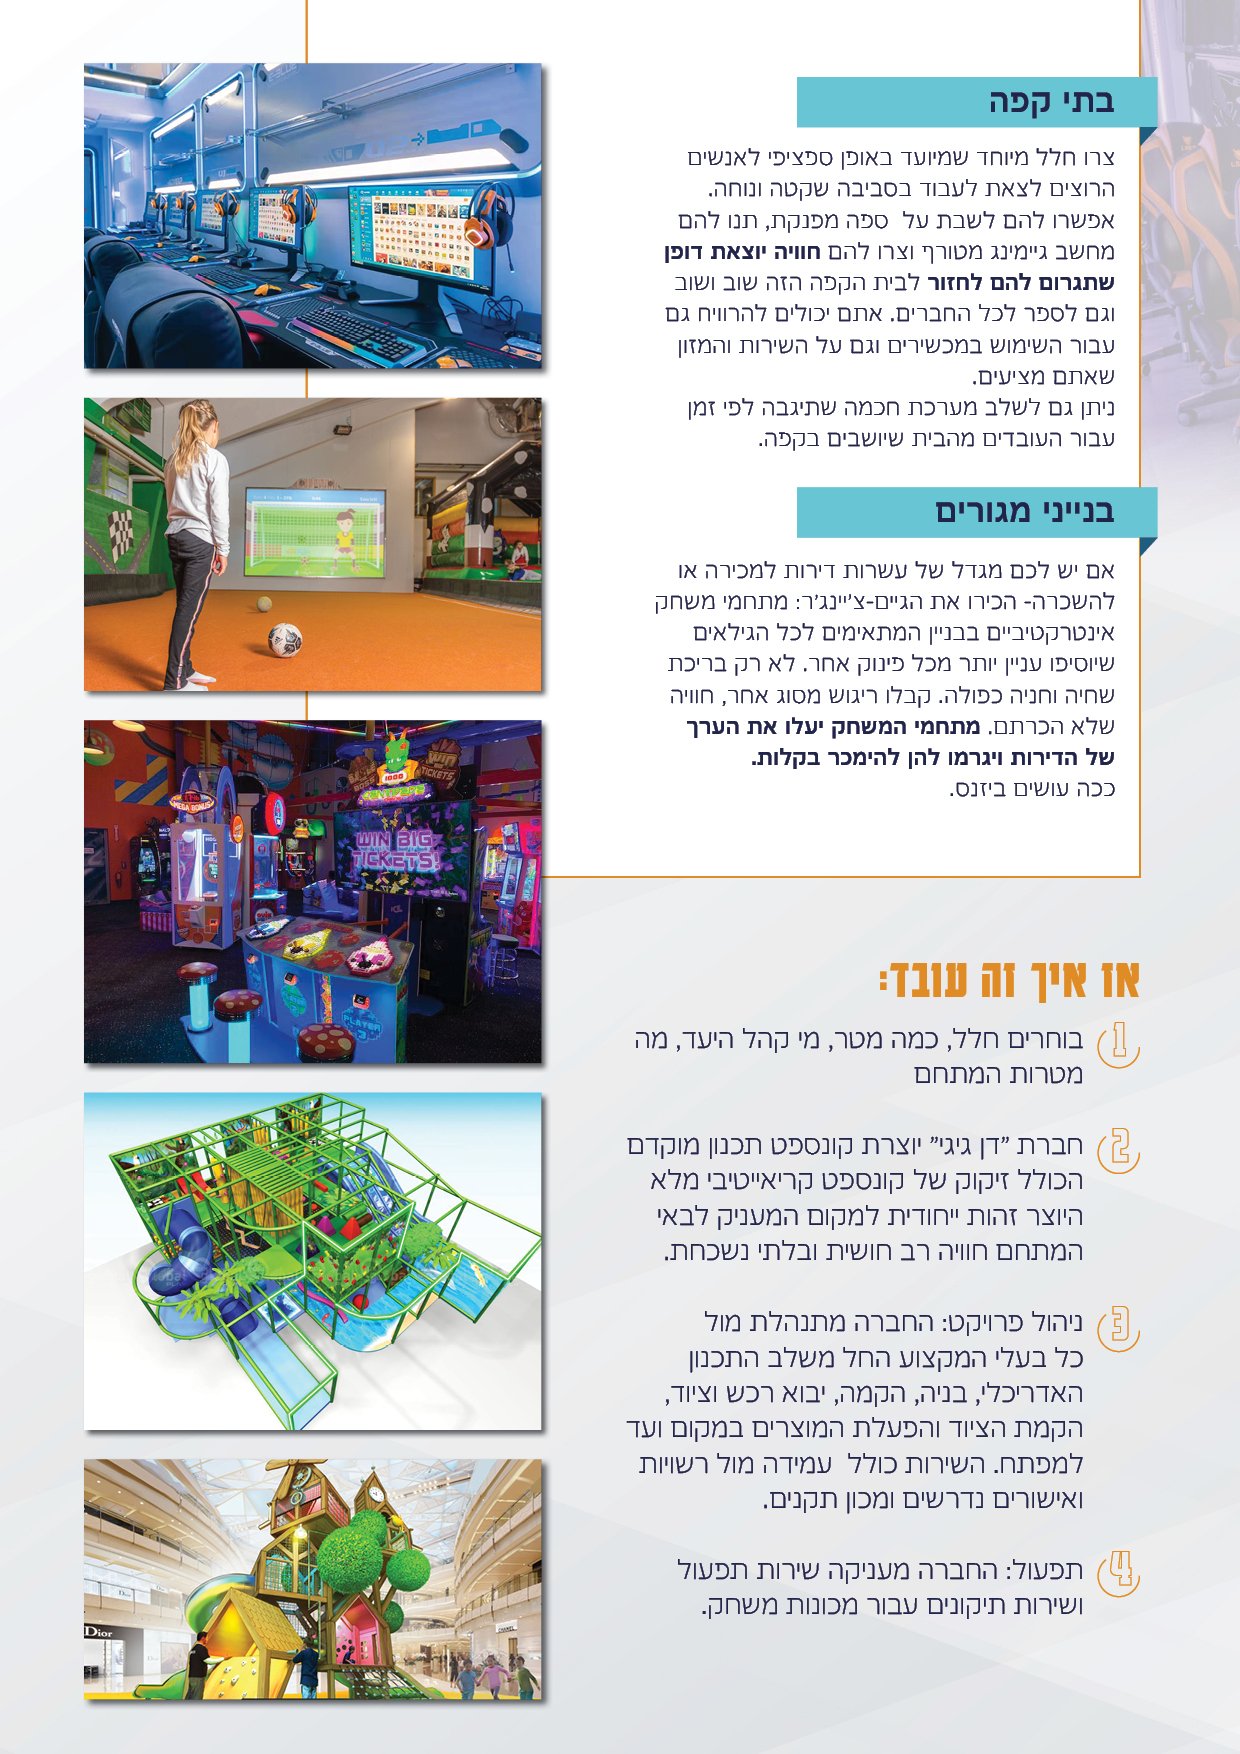 בתי קפה
צרו חלל מיוחד שמיועד באופן ספציפי לאנשים
הרוצים לצאת לעבוד בסביבה שקטה ונוחה.
אפשרו להם לשבת על ספה מפנקת, תנו להם
מחשב גיימינג מטורף וצרו להם חוויה יוצאת דופן
שתגרום להם לחזור לבית הקפה הזה שוב ושוב
וגם לספר לכל החברים. אתם יכולים להרוויח גם
עבור השימוש במכשירים וגם על השירות והמזון
שאתם מציעים.
ניתן גם לשלב מערכת חכמה שתיגבה לפי זמן
עבור העובדים מהבית שיושבים בקפה.
בנייני מגורים
אם יש לכם מגדל של עשרות דירות למכירה או
להשכרה- הכירו את הגיים-צ'יינג'ר: מתחמי משחק
אינטרקטיביים בבניין המתאימים לכל הגילאים
שיוסיפו עניין יותר מכל פינוק אחר. לא רק בריכת
שחיה וחניה כפולה. קבלו ריגוש מסוג אחר, חוויה
שלא הכרתם. מתחמי המשחק יעלו את הערך
של הדירות ויגרמו להן להימכר בקלות.
ככה עושים ביזנס.
אז איך זה עובד:
1 בוחרים חלל, כמה מטר, מי קהל היעד, מה
מטרות המתחם
2 חברת "דן גיגי" יוצרת קונספט תכנון מוקדם
הכולל זיקוק של קונספט קריאייטיבי מלא
היוצר זהות ייחודית למקום המעניק לבאי
המתחם חוויה רב חושית ובלתי נשכחת.
3 ניהול פרויקט: החברה מתנהלת מול
כל בעלי המקצוע החל משלב התכנון
האדריכלי, בניה, הקמה, יבוא רכש וציוד,
הקמת הציוד והפעלת המוצרים במקום ועד
למפתח. השירות כולל עמידה מול רשויות
ואישורים נדרשים ומכון תקנים.
4 תפעול: החברה מעניקה שירות תפעול
ושירות תיקונים עבור מכונות משחק.
MEGA BONUS
WIN
TICKETS!
1000
WIN BIG
TICKETS!
PLAYER
3
Dior
Dior